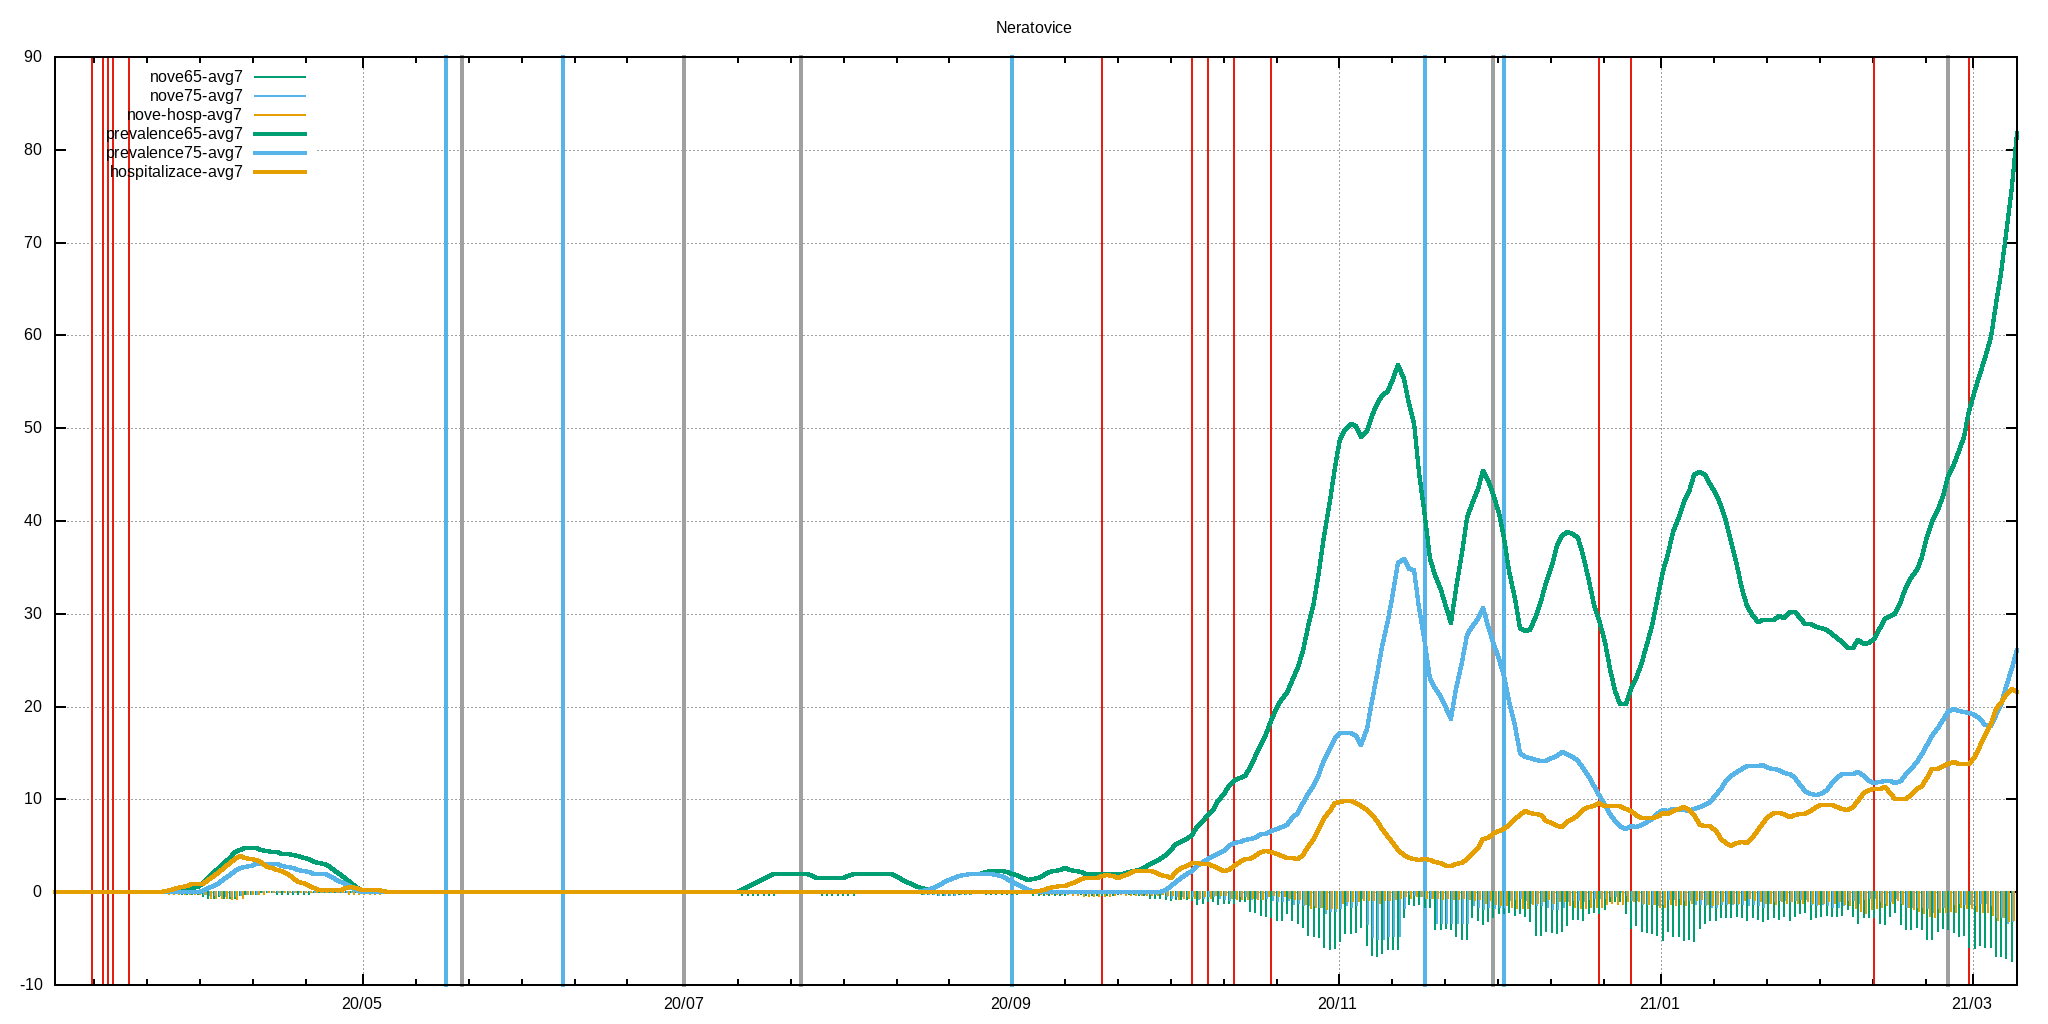 Neratovice
90
80
70
60
50
40
30
20
10
0
-10
nove65-avg7
nove75-avg7
nove-hosp-avg7
prevalence65-avg7
prevalence75-avg7
hospitalizace-avg7
20/05 20/07 20/09 20/11 21/01 21/03